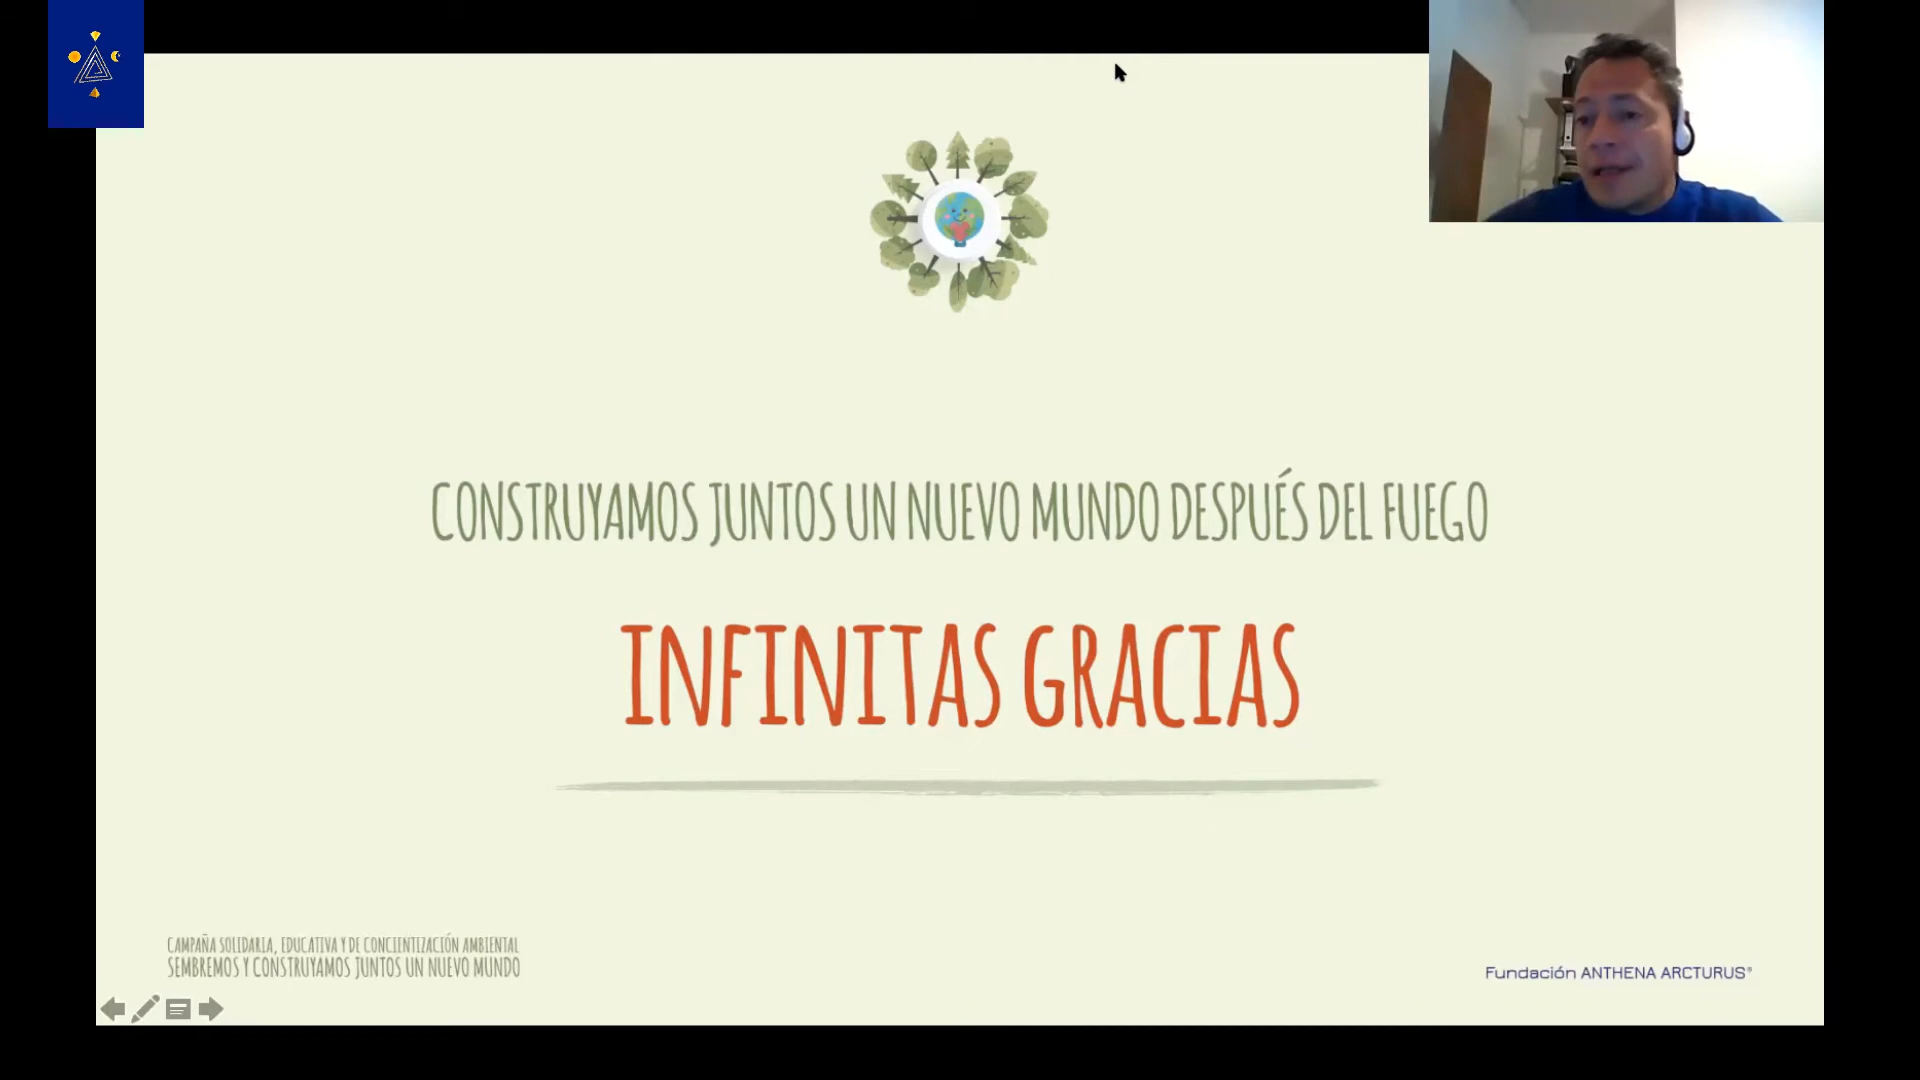 CONSTRUYAMOS JUNTOS UN NUEVO MUNDO DESPUÉS DEL FUEGO
INFINITAS GRACIAS
CAMPAÑA SOLIDARIA, EDUCATIVA Y DE CONCIENTIZACIÓN AMBIENTAL
SEMBREMOS Y CONSTRUYAMOS JUNTOS UN NUEVO MUNDO
Fundación ANTHENA ARCTURUS®